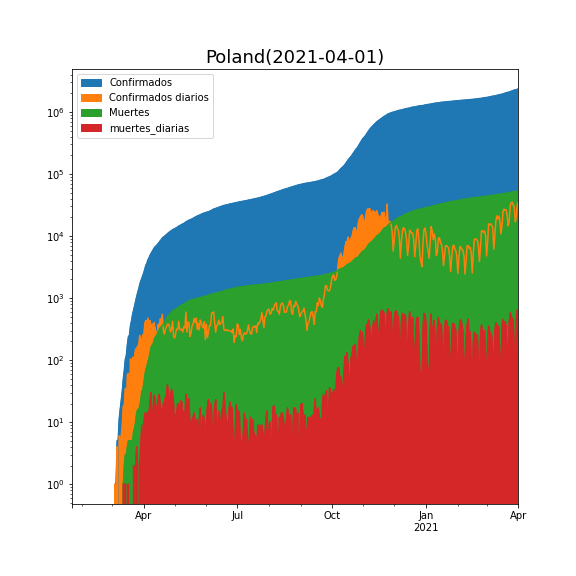 Poland(2021-04-01)
Confirmados
Confirmados diarios
Muertes
muertes_diarias
10⁶
10⁵
10⁴
10³
10²
10¹
10⁰
Apr Jul Oct Jan Apr
2021